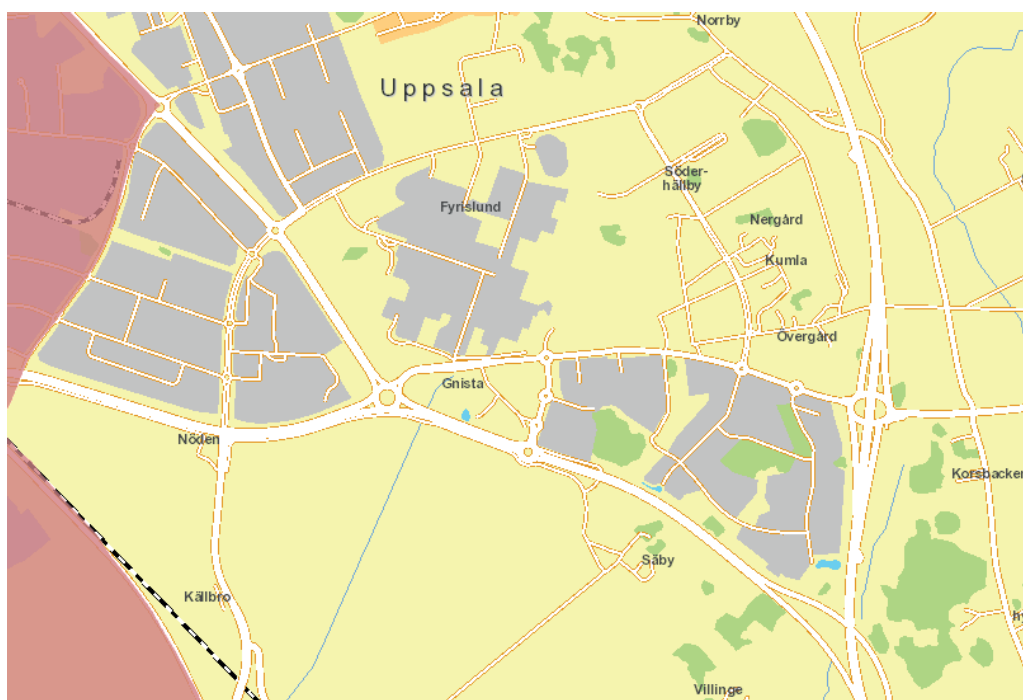 Norrby
Uppsala
Söder-
hällby
Fyrislund
Nergård
Kumla
Övergård
Gnista
Nöden
Korsbacken
Säby
Källbro
Villinge